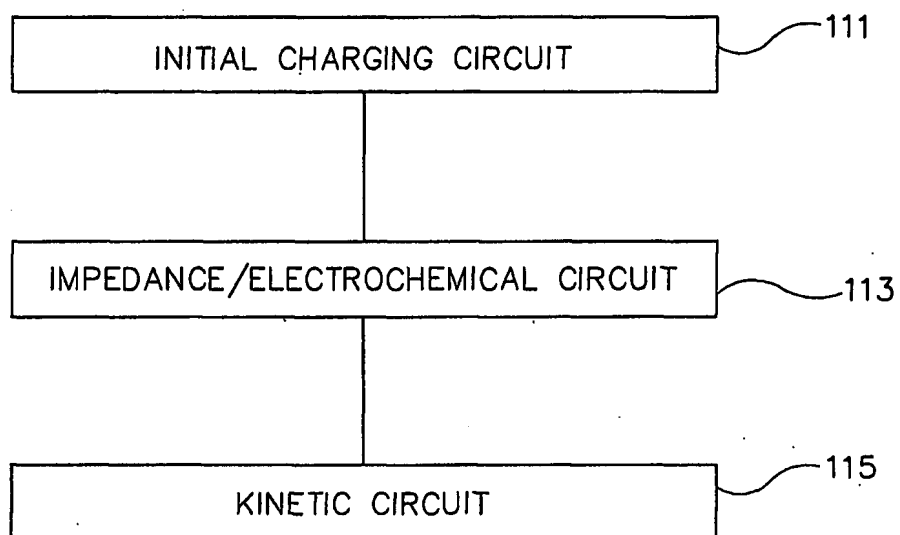 INITIAL CHARGING CIRCUIT
111
IMPEDANCE/ELECTROCHEMICAL CIRCUIT
113
KINETIC CIRCUIT
115